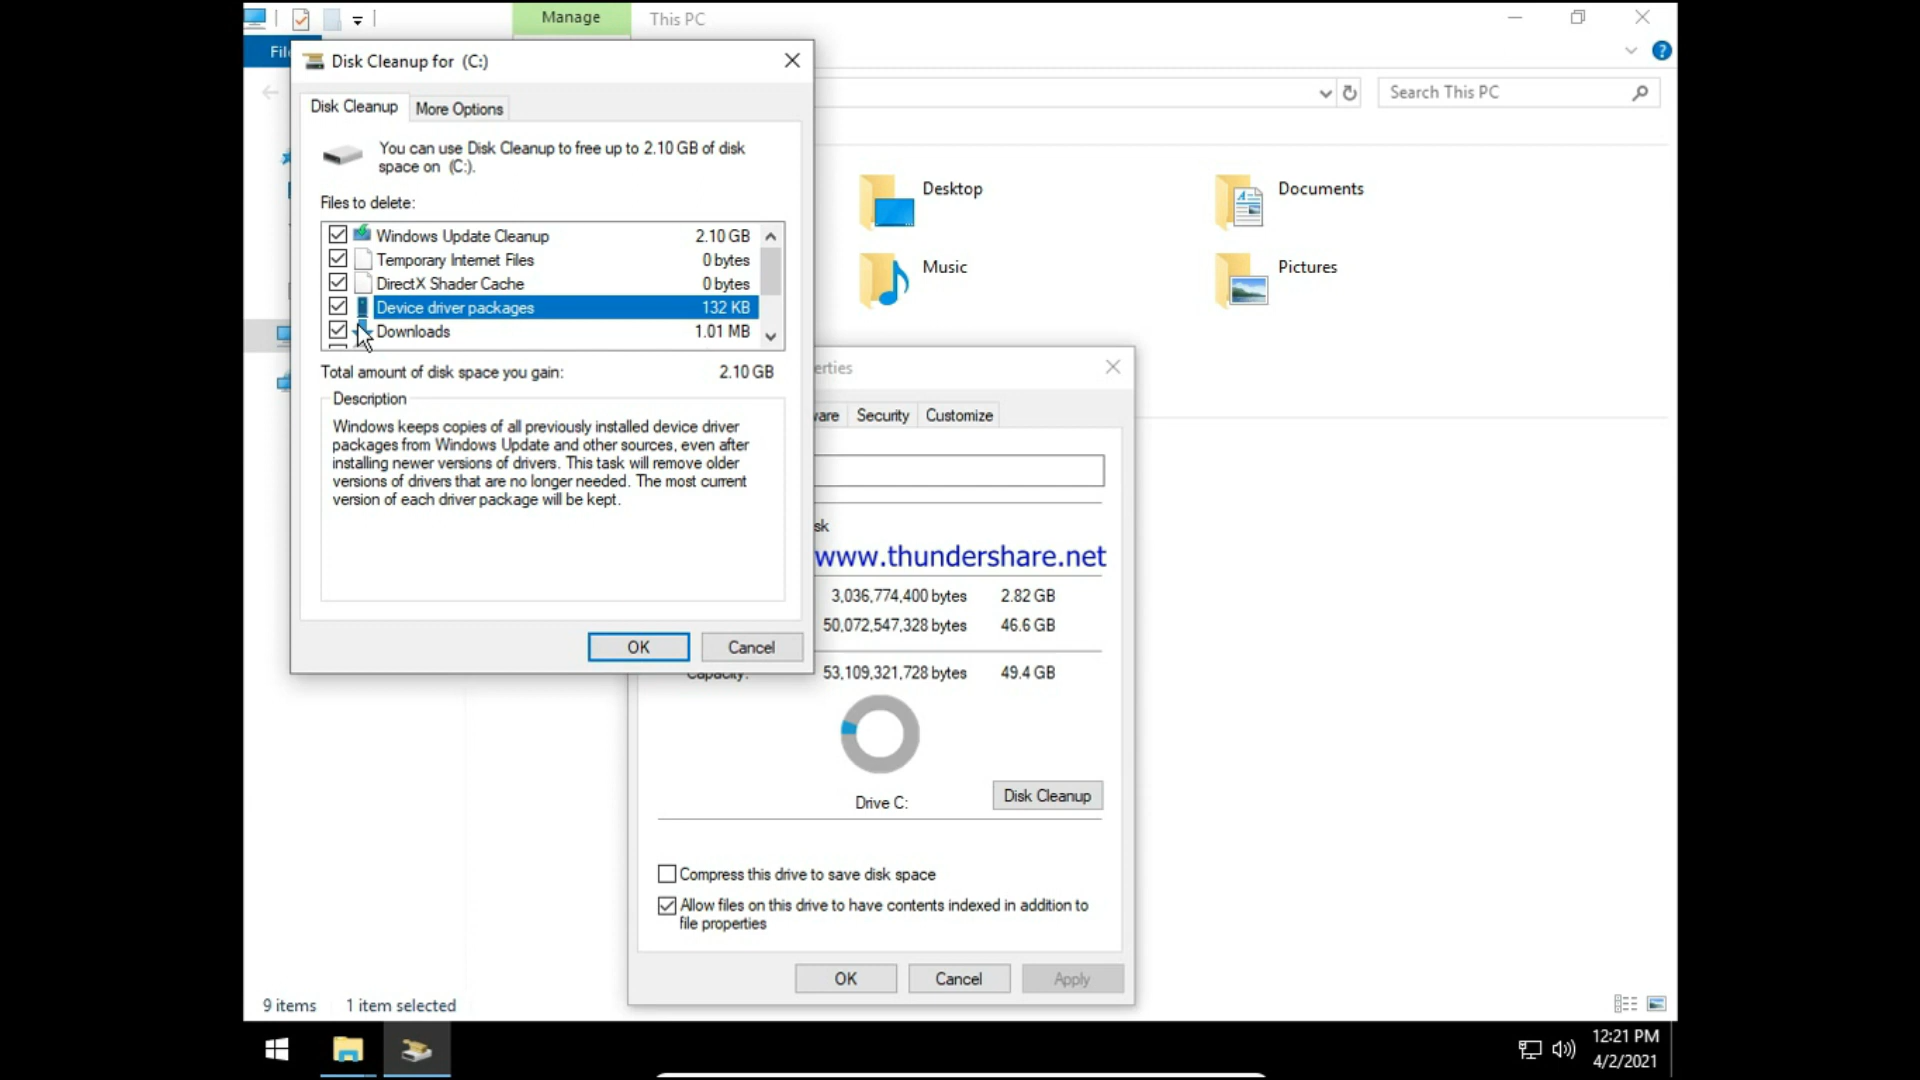 Manage
This PC
File
Search This PC
Disk Cleanup for (C:)
Disk Cleanup
More Options
You can use Disk Cleanup to free up to 2.10 GB of disk
space on (C:).
Files to delete:
Windows Update Cleanup 2.10 GB
Temporary Internet Files 0 bytes
DirectX Shader Cache 0 bytes
Device driver packages 132 KB
Downloads 1.01 MB
Total amount of disk space you gain: 2.10 GB
Description
Windows keeps copies of all previously installed device driver
packages from Windows Update and other sources, even after
installing newer versions of drivers. This task will remove older
versions of drivers that are no longer needed. The most current
version of each driver package will be kept.
OK
Cancel
Desktop
Documents
Music
Pictures
erties
ware
Security
Customize
sk
www.thundershare.net
3,036,774,400 bytes 2.82 GB
50,072,547,328 bytes 46.6 GB
Capacity: 53,109,321,728 bytes 49.4 GB
Drive C:
Disk Cleanup
Compress this drive to save disk space
Allow files on this drive to have contents indexed in addition to
file properties
OK
Cancel
Apply
9 items
1 item selected
12:21 PM
4/2/2021